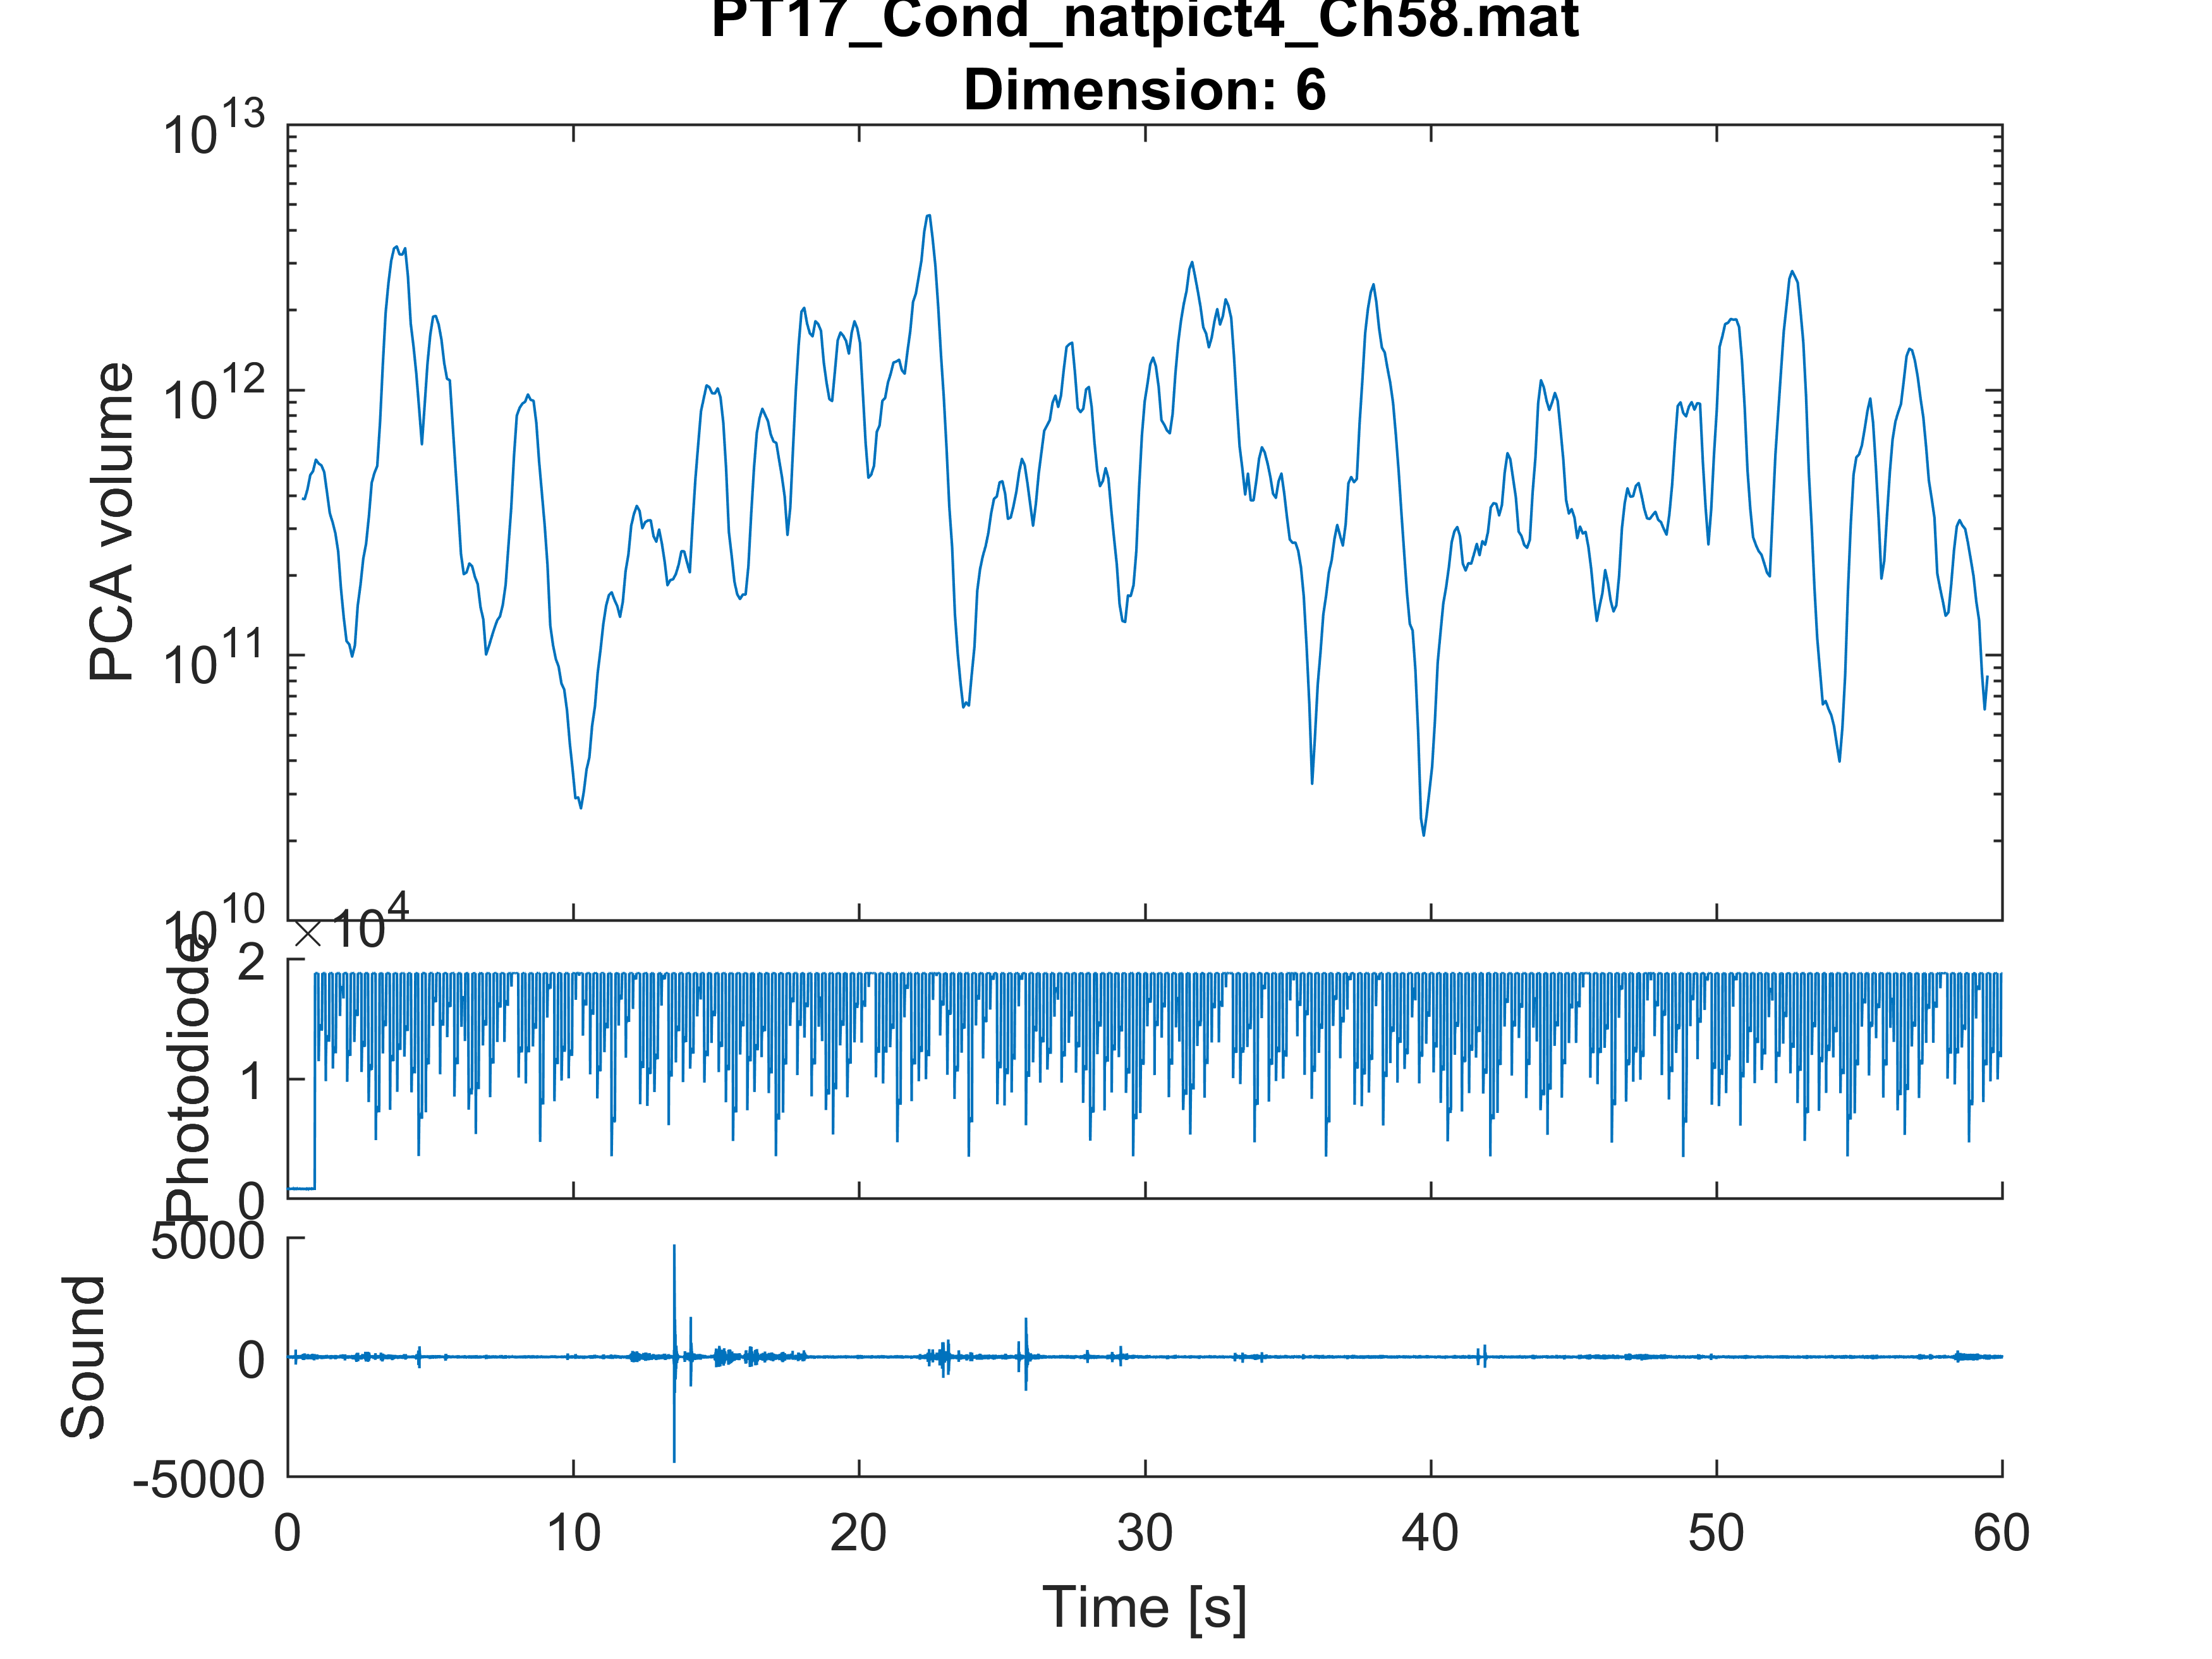 PT17_Cond_natpict4_Ch58.mat
Dimension: 6
10^13
10^12
10^11
10^10
PCA volume
× 10^4
2
1
0
Photodiode
5000
0
-5000
Sound
0 10 20 30 40 50 60
Time [s]